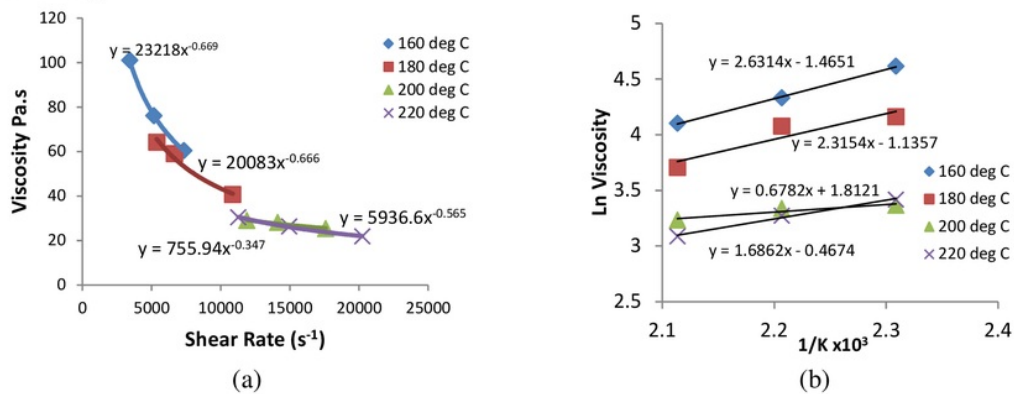 (a)
120
100
80
60
40
20
0
0
5000
10000
15000
20000
25000
Viscosity Pa.s
Shear Rate (s⁻¹)
y = 23218x⁻⁰·⁶⁶⁹
y = 20083x⁻⁰·⁶⁶⁶
y = 5936.6x⁻⁰·⁵⁶⁵
y = 755.94x⁻⁰·³⁴⁷
160 deg C
180 deg C
200 deg C
220 deg C
(a)
5
4.5
4
3.5
3
2.5
2.1
2.2
2.3
2.4
Ln Viscosity
1/K x10³
y = 2.6314x - 1.4651
y = 2.3154x - 1.1357
y = 0.6782x + 1.8121
y = 1.6862x - 0.4674
160 deg C
180 deg C
200 deg C
220 deg C
(b)